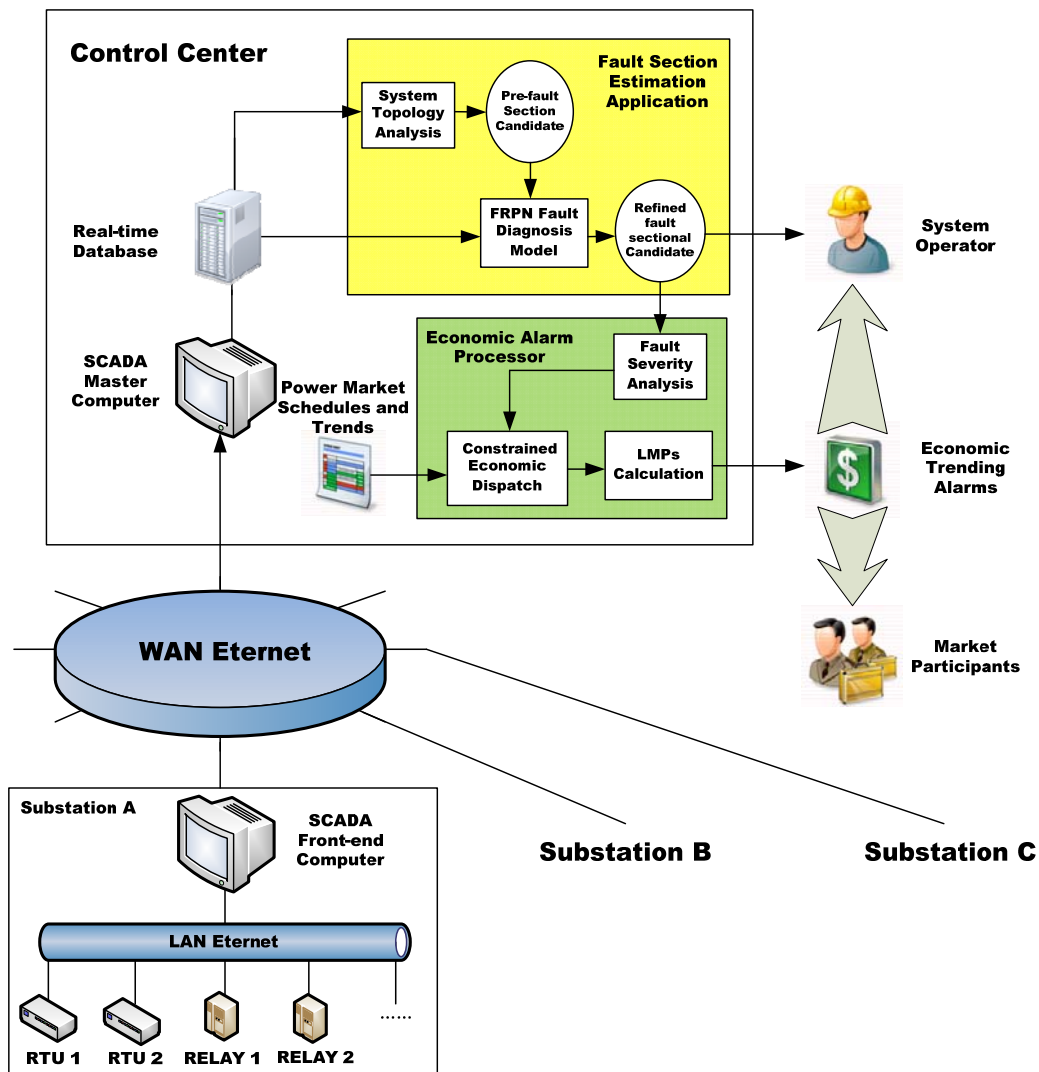 Control Center
Fault Section
Estimation
Application
System
Topology
Analysis
Pre-fault
Section
Candidate
FRPN Fault
Diagnosis
Model
Refined
fault
sectional
Candidate
Real-time
Database
System
Operator
SCADA
Master
Computer
Economic Alarm
Processor
Fault
Severity
Analysis
Power Market
Schedules and
Trends
Constrained
Economic
Dispatch
LMPs
Calculation
$
Economic
Trending
Alarms
WAN Eternet
Market
Participants
Substation A
SCADA
Front-end
Computer
Substation B
Substation C
LAN Eternet
......
RTU 1
RTU 2
RELAY 1
RELAY 2